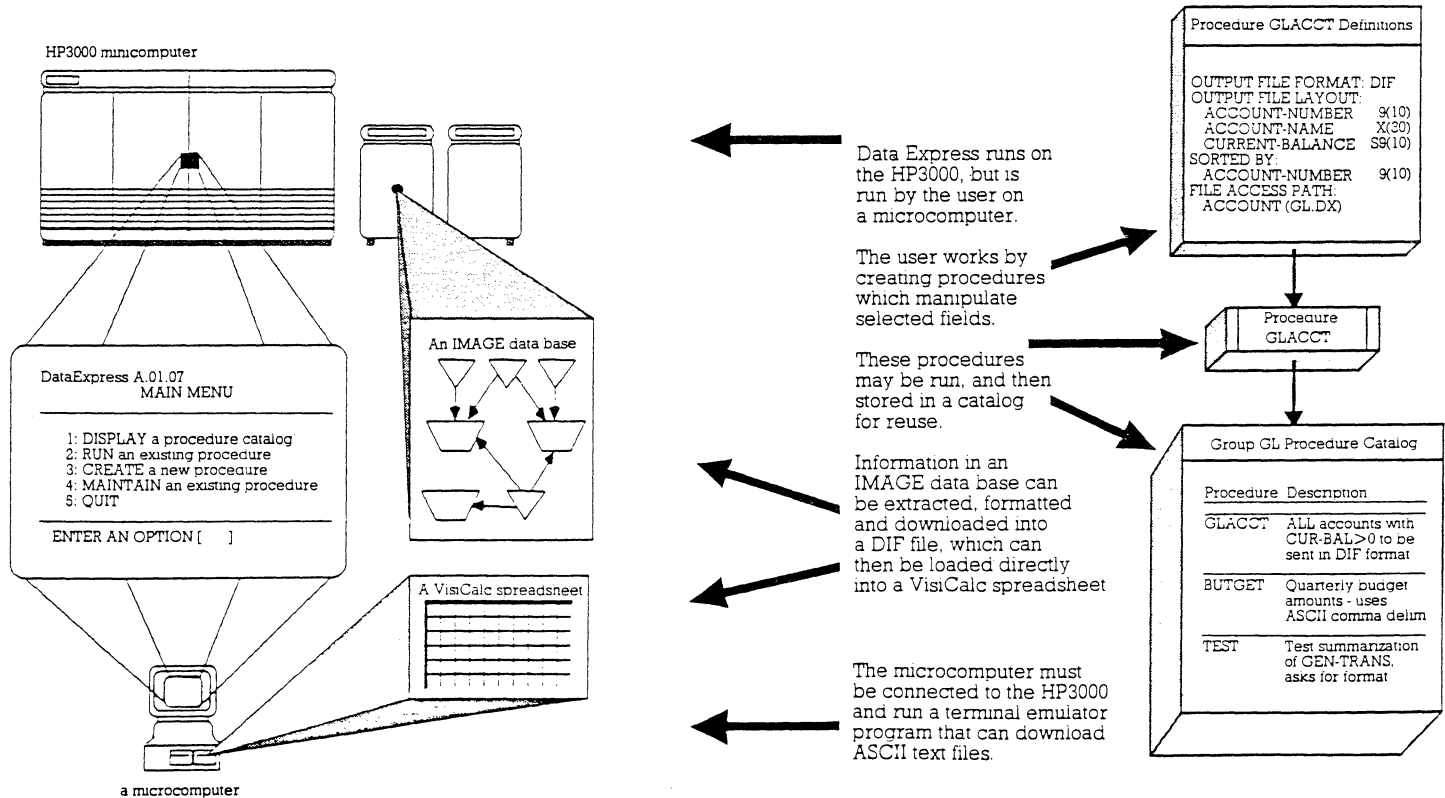 HP3000 minicomputer
DataExpress A.01.07
MAIN MENU
1: DISPLAY a procedure catalog
2: RUN an existing procedure
3: CREATE a new procedure
4: MAINTAIN an existing procedure
5: QUIT
ENTER AN OPTION [ ]
a microcomputer
An IMAGE data base
A VisiCalc spreadsheet
Data Express runs on
the HP3000, but is
run by the user on
a microcomputer.
The user works by
creating procedures
which manipulate
selected fields.
These procedures
may be run, and then
stored in a catalog
for reuse.
Information in an
IMAGE data base can
be extracted, formatted
and downloaded into
a DIF file, which can
then be loaded directly
into a VisiCalc spreadsheet
The microcomputer must
be connected to the HP3000
and run a terminal emulator
program that can download
ASCII text files.
Procedure GLACCT Definitions
OUTPUT FILE FORMAT: DIF
OUTPUT FILE LAYOUT:
ACCOUNT-NUMBER 9(10)
ACCOUNT-NAME X(30)
CURRENT-BALANCE S9(10)
SORTED BY:
ACCOUNT-NUMBER 9(10)
FILE ACCESS PATH:
ACCOUNT (GL.DX)
Procedure
GLACCT
Group GL Procedure Catalog
Procedure Description
GLACCT ALL accounts with
CUR-BAL>0 to be
sent in DIF format
BUTGET Quarterly budget
amounts - uses
ASCII comma delim
TEST Test summarization
of GEN-TRANS,
asks for format